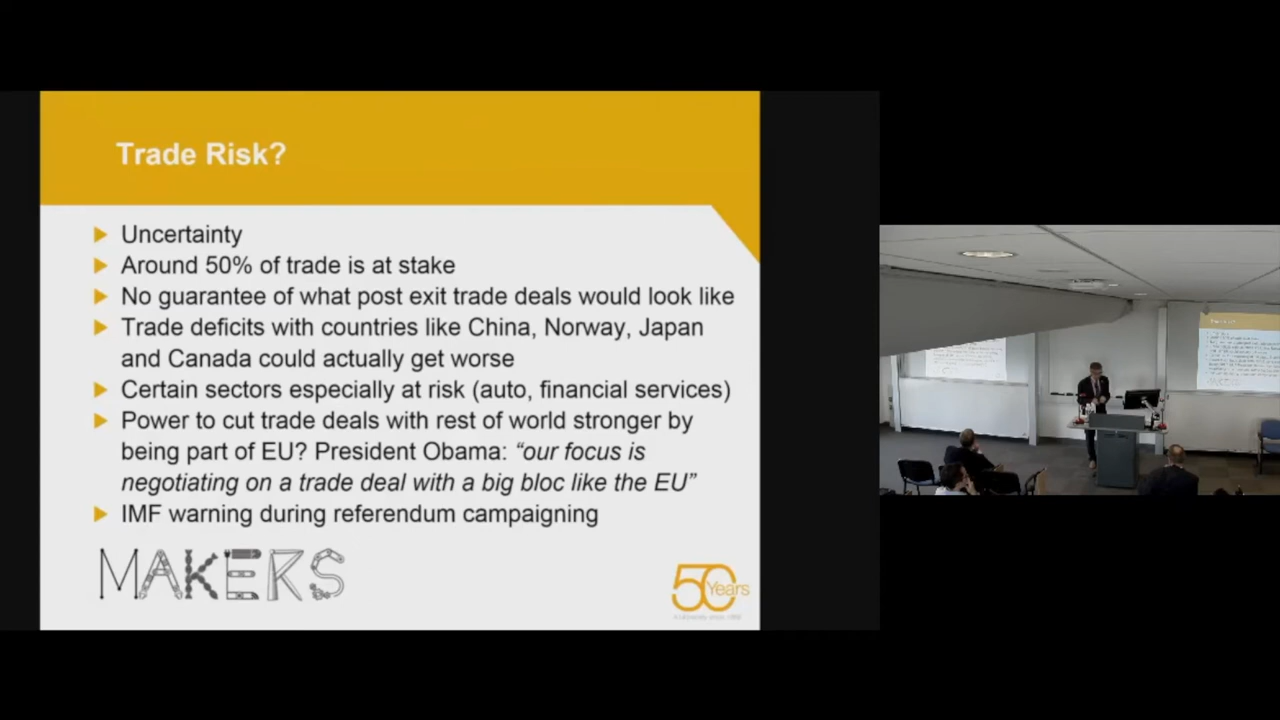 Trade Risk?
Uncertainty
Around 50% of trade is at stake
No guarantee of what post exit trade deals would look like
Trade deficits with countries like China, Norway, Japan
and Canada could actually get worse
Certain sectors especially at risk (auto, financial services)
Power to cut trade deals with rest of world stronger by
being part of EU? President Obama: “our focus is
negotiating on a trade deal with a big bloc like the EU”
IMF warning during referendum campaigning
MAKERS
50 Years